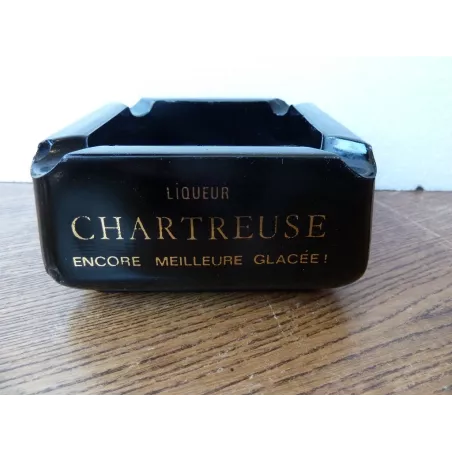 LIQUEUR
CHARTREUSE
ENCORE MEILLEURE GLACÉE !